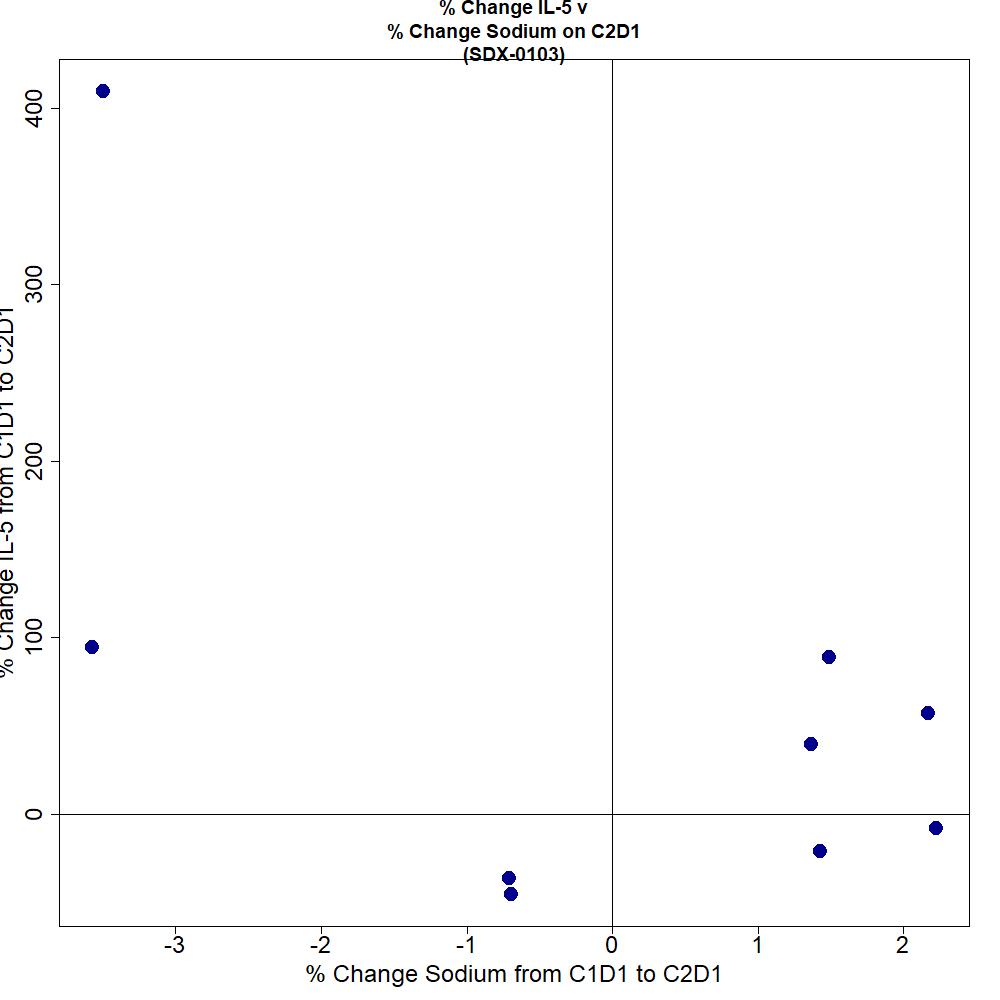 % Change IL-5 v
% Change Sodium on C2D1
(SDX-0103)
400
300
200
100
0
% Change IL-5 from C1D1 to C2D1
-3
-2
-1
0
1
2
% Change Sodium from C1D1 to C2D1